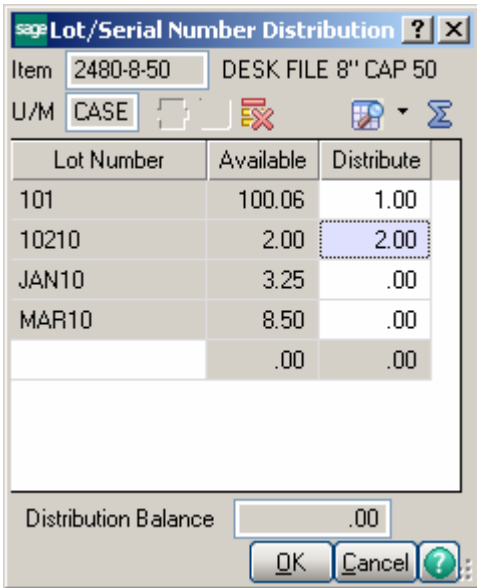 sage Lot/Serial Number Distribution ? X
Item 2480-8-50 DESK FILE 8" CAP 50
U/M CASE Σ
Lot Number Available Distribute
101 100.06 1.00
10210 2.00 2.00
JAN10 3.25 .00
MAR10 8.50 .00
.00 .00
Distribution Balance .00
OK Cancel ?